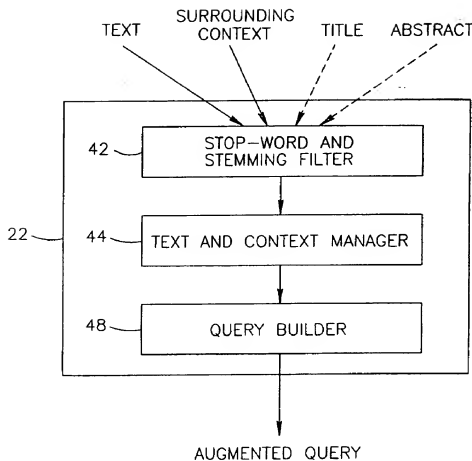 SURROUNDING
TEXT CONTEXT TITLE ABSTRACT
42 STOP-WORD AND
STEMMING FILTER
22 44 TEXT AND CONTEXT MANAGER
48 QUERY BUILDER
AUGMENTED QUERY